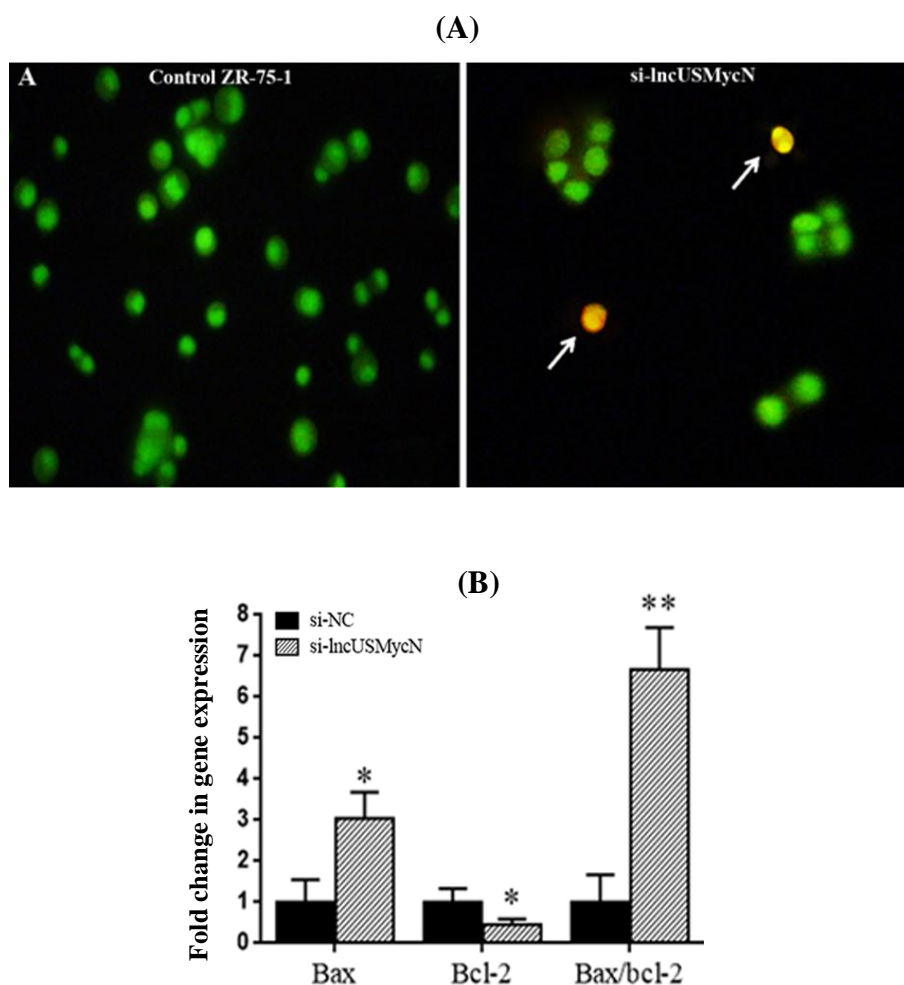 (A)
A
Control ZR-75-1
si-lncUSMycN
(B)
Fold change in gene expression
8
7
6
5
4
3
2
1
0
si-NC
si-lncUSMycN
*
*
**
Bax
Bcl-2
Bax/bcl-2